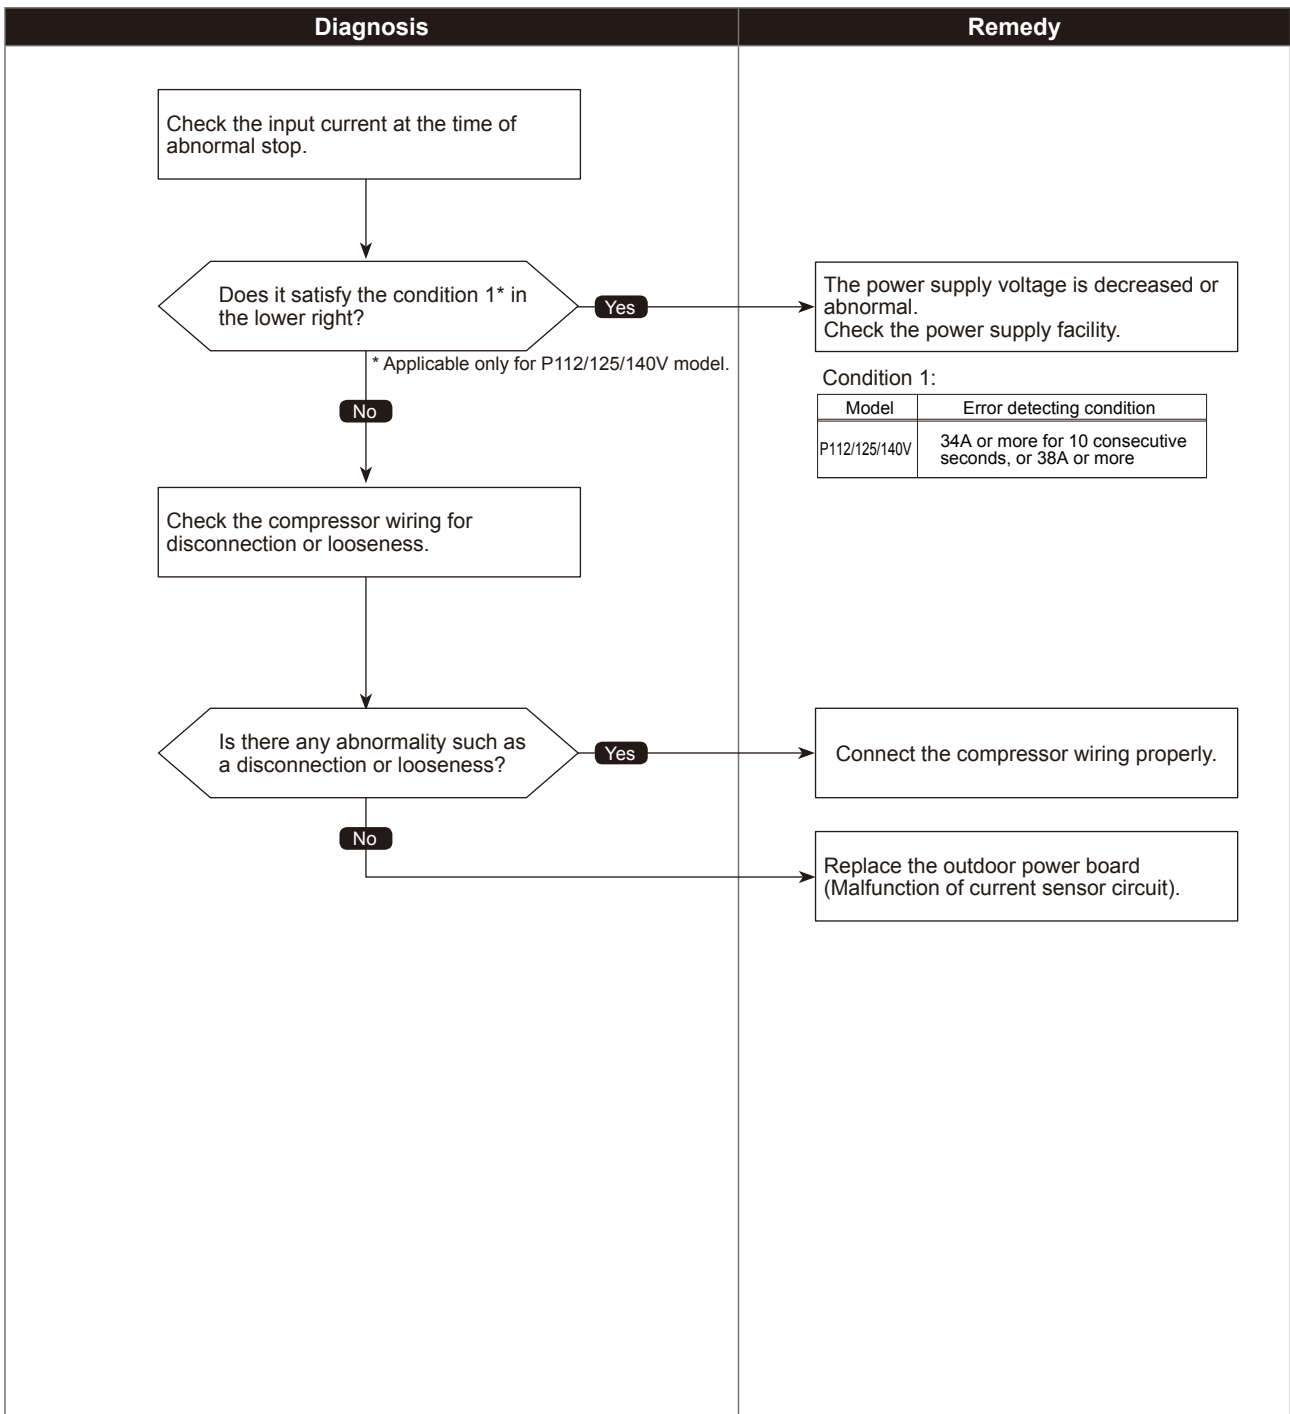 Diagnosis
Remedy
Check the input current at the time of
abnormal stop.
Does it satisfy the condition 1* in
the lower right?
Yes
The power supply voltage is decreased or
abnormal.
Check the power supply facility.
* Applicable only for P112/125/140V model.
No
Condition 1:
Model
Error detecting condition
P112/125/140V
34A or more for 10 consecutive
seconds, or 38A or more
Check the compressor wiring for
disconnection or looseness.
Is there any abnormality such as
a disconnection or looseness?
Yes
Connect the compressor wiring properly.
No
Replace the outdoor power board
(Malfunction of current sensor circuit).